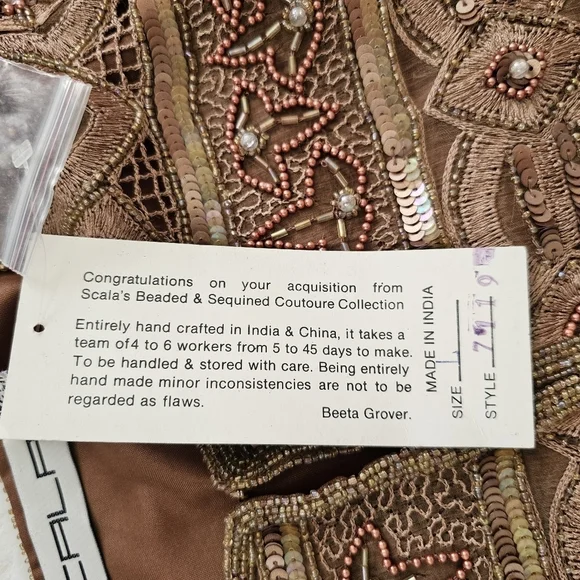 Congratulations on your acquisition from
Scala's Beaded & Sequined Coutoure Collection
Entirely hand crafted in India & China, it takes a
team of 4 to 6 workers from 5 to 45 days to make.
To be handled & stored with care. Being entirely
hand made minor inconsistencies are not to be
regarded as flaws.
Beeta Grover.
MADE IN INDIA
SIZE
STYLE